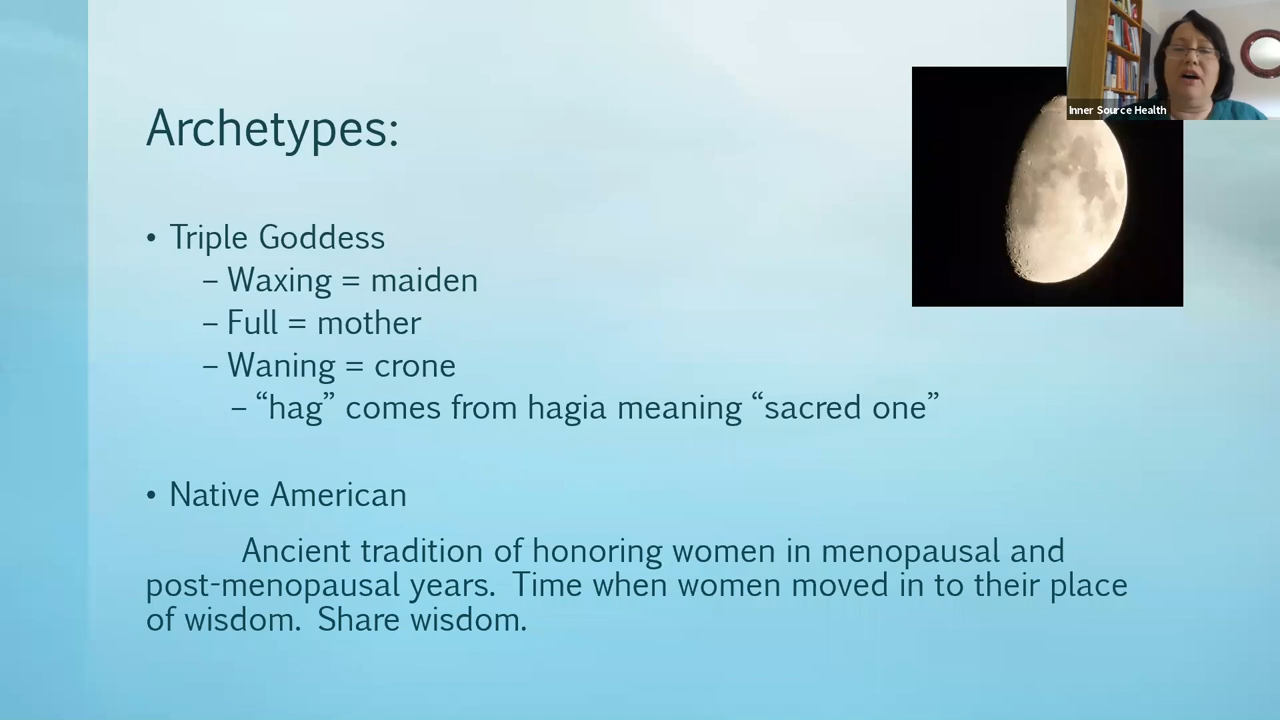 Inner Source Health
Archetypes:
• Triple Goddess
– Waxing = maiden
– Full = mother
– Waning = crone
– “hag” comes from hagia meaning “sacred one”
• Native American
Ancient tradition of honoring women in menopausal and
post-menopausal years.  Time when women moved in to their place
of wisdom.  Share wisdom.